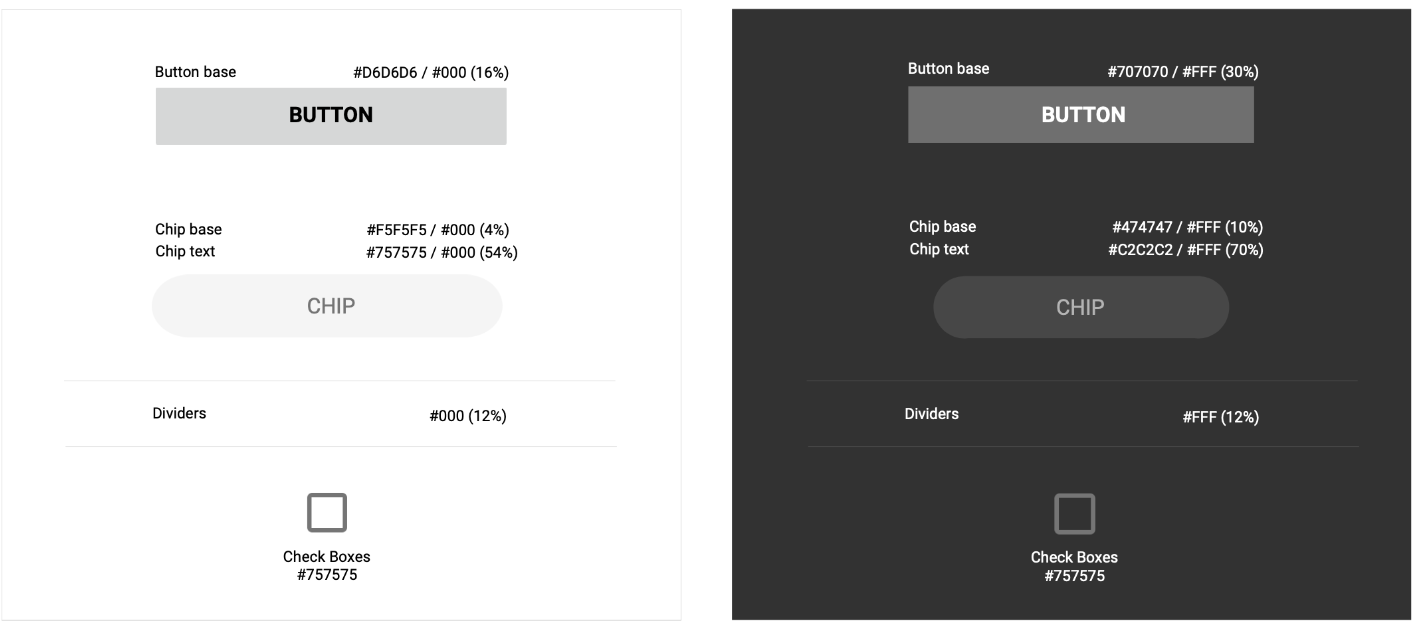 Button base #D6D6D6 / #000 (16%)
BUTTON
Chip base #F5F5F5 / #000 (4%)
Chip text #757575 / #000 (54%)
CHIP
Dividers #000 (12%)
Check Boxes
#757575
Button base #707070 / #FFF (30%)
BUTTON
Chip base #474747 / #FFF (10%)
Chip text #C2C2C2 / #FFF (70%)
CHIP
Dividers #FFF (12%)
Check Boxes
#757575